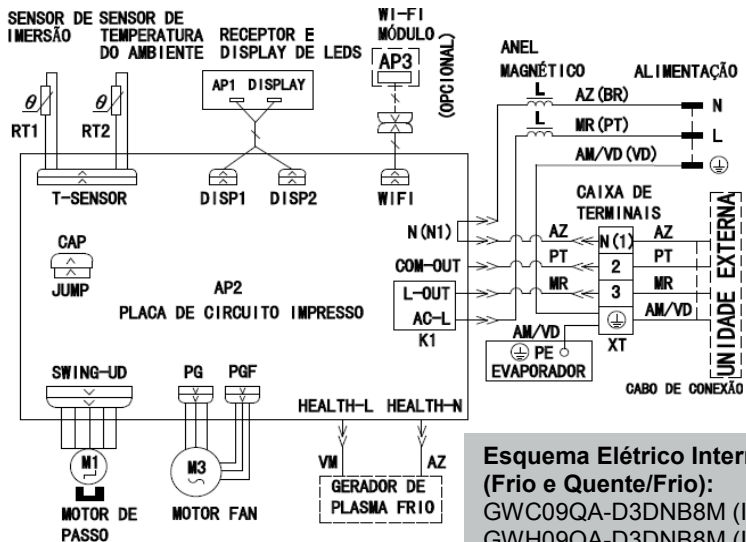 SENSOR DE IMERSÃO
SENSOR DE TEMPERATURA DO AMBIENTE
RECEPTOR E DISPLAY DE LEDS
WI-FI MÓDULO
(OPCIONAL)
AP3
AP1 DISPLAY
RT1
RT2
T-SENSOR
DISP1
DISP2
WIFI
ANEL MAGNÉTICO
ALIMENTAÇÃO
L
AZ(BR)
N
L
MR(PT)
L
AM/VD(VD)
CAIXA DE TERMINAIS
N(N1)
AZ
N(1)
AZ
COM-OUT
PT
2
PT
L-OUT
MR
3
MR
AC-L
K1
AM/VD
XT
AM/VD
PE
EVAPORADOR
UNIDADE EXTERNA
CABO DE CONEXÃO
CAP
JUMP
AP2
PLACA DE CIRCUITO IMPRESSO
SWING-UD
PG
PGF
HEALTH-L
HEALTH-N
M1
M3
VM
AZ
MOTOR DE PASSO
MOTOR FAN
GERADOR DE PLASMA FRIO
Esquema Elétrico Inter
(Frio e Quente/Frio):
GWC09QA-D3DNB8M (I
GWH09QA-D3DNB8M (I